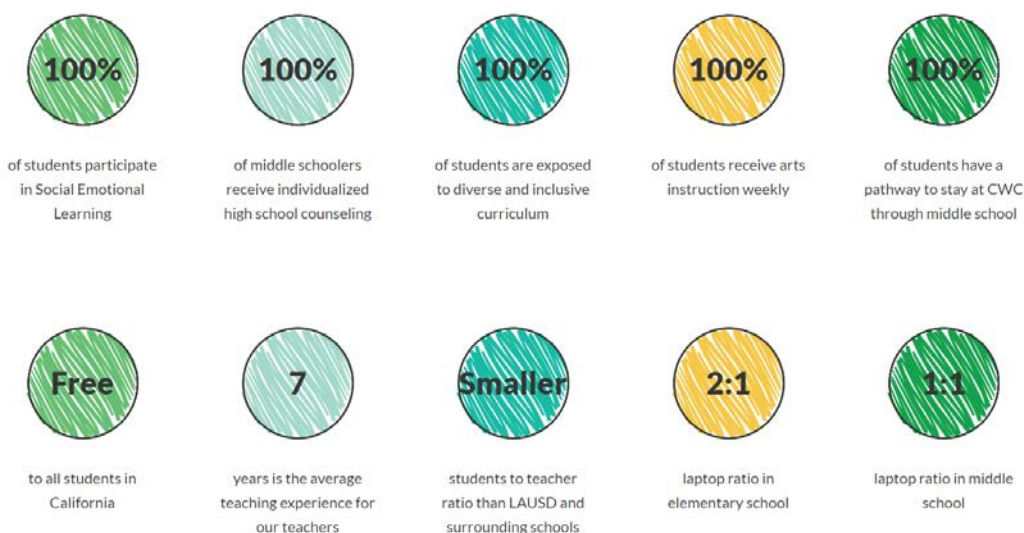 100%
of students participate
in Social Emotional
Learning
100%
of middle schoolers
receive individualized
high school counseling
100%
of students are exposed
to diverse and inclusive
curriculum
100%
of students receive arts
instruction weekly
100%
of students have a
pathway to stay at CWC
through middle school
Free
to all students in
California
7
years is the average
teaching experience for
our teachers
Smaller
students to teacher
ratio than LAUSD and
surrounding schools
2:1
laptop ratio in
elementary school
1:1
laptop ratio in middle
school